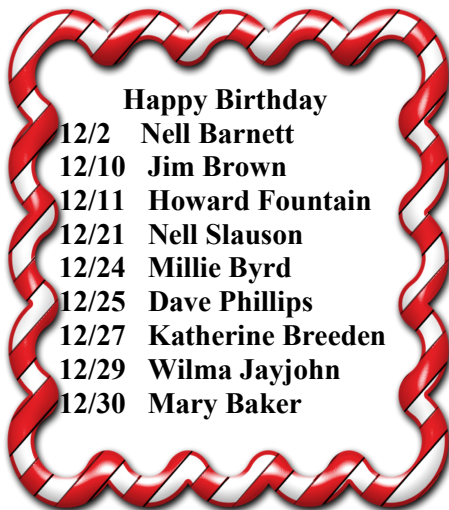 Happy Birthday
12/2 Nell Barnett
12/10 Jim Brown
12/11 Howard Fountain
12/21 Nell Slauson
12/24 Millie Byrd
12/25 Dave Phillips
12/27 Katherine Breeden
12/29 Wilma Jayjohn
12/30 Mary Baker